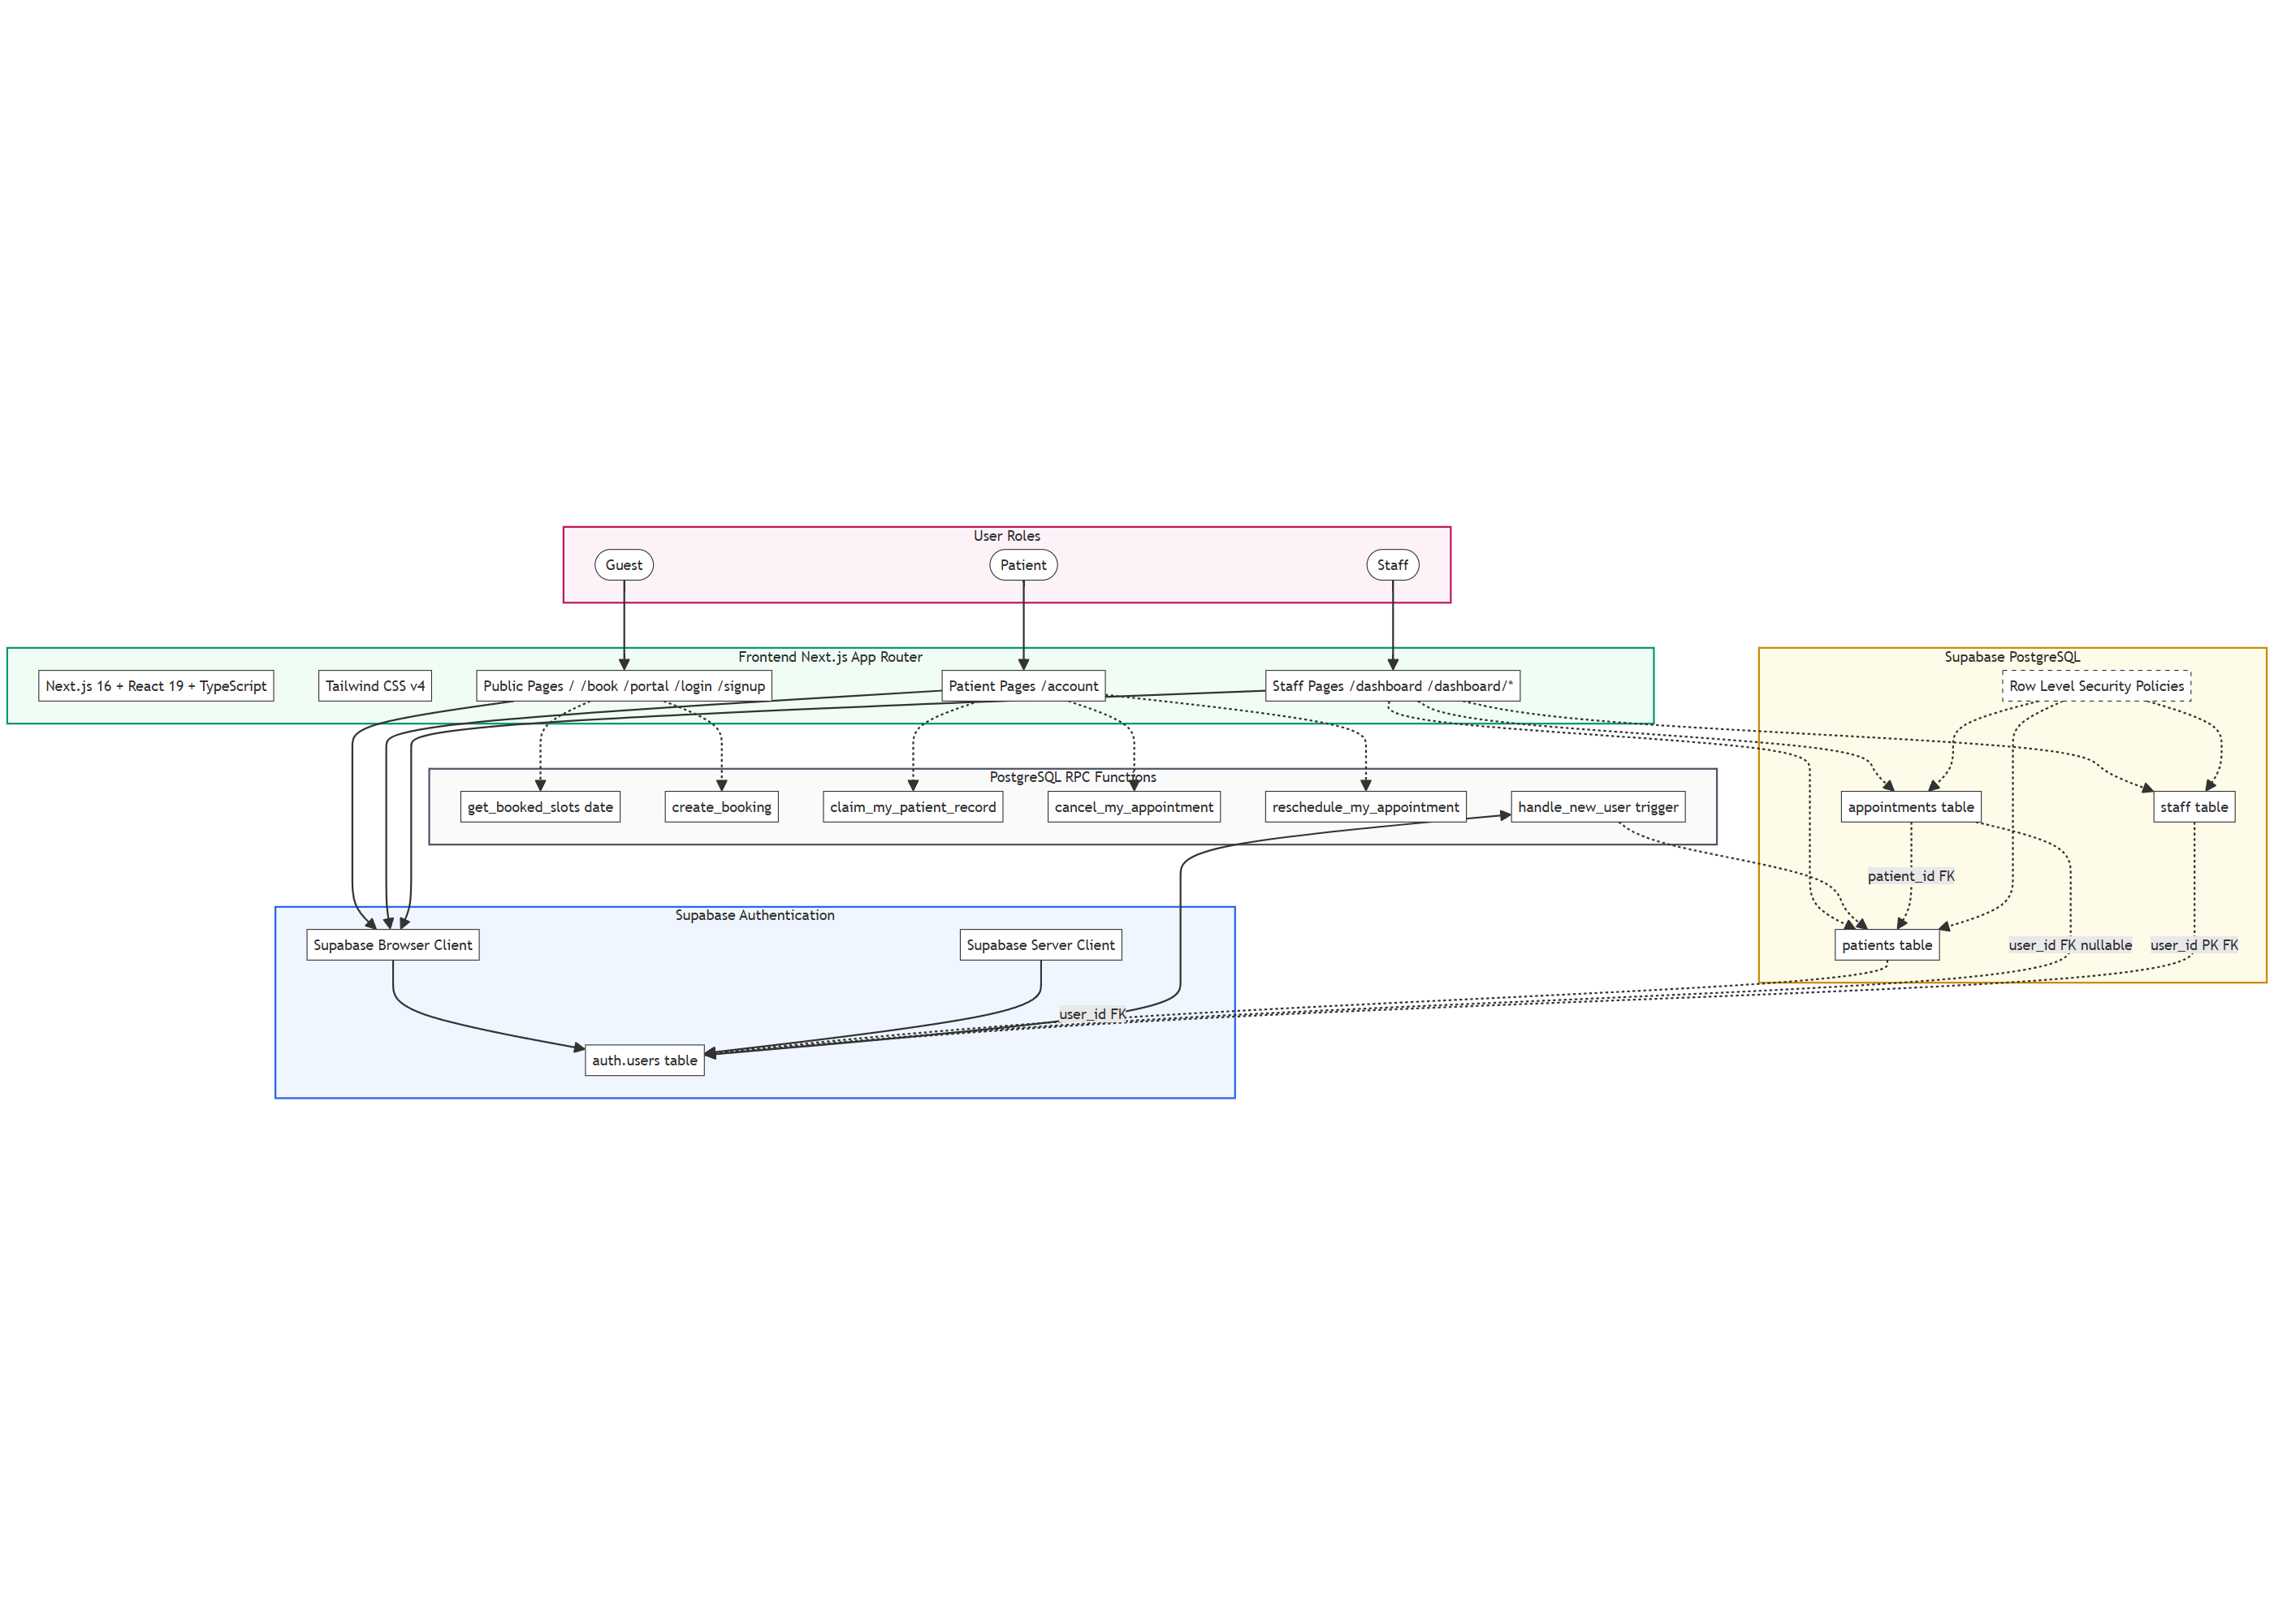 User Roles
Guest
Patient
Staff
Frontend Next.js App Router
Next.js 16 + React 19 + TypeScript
Tailwind CSS v4
Public Pages / /book /portal /login /signup
Patient Pages /account
Staff Pages /dashboard /dashboard/*
Supabase PostgreSQL
Row Level Security Policies
PostgreSQL RPC Functions
get_booked_slots date
create_booking
claim_my_patient_record
cancel_my_appointment
reschedule_my_appointment
handle_new_user trigger
appointments table
staff table
patient_id FK
Supabase Authentication
Supabase Browser Client
Supabase Server Client
patients table
user_id FK nullable
user_id PK FK
user_id FK
auth.users table